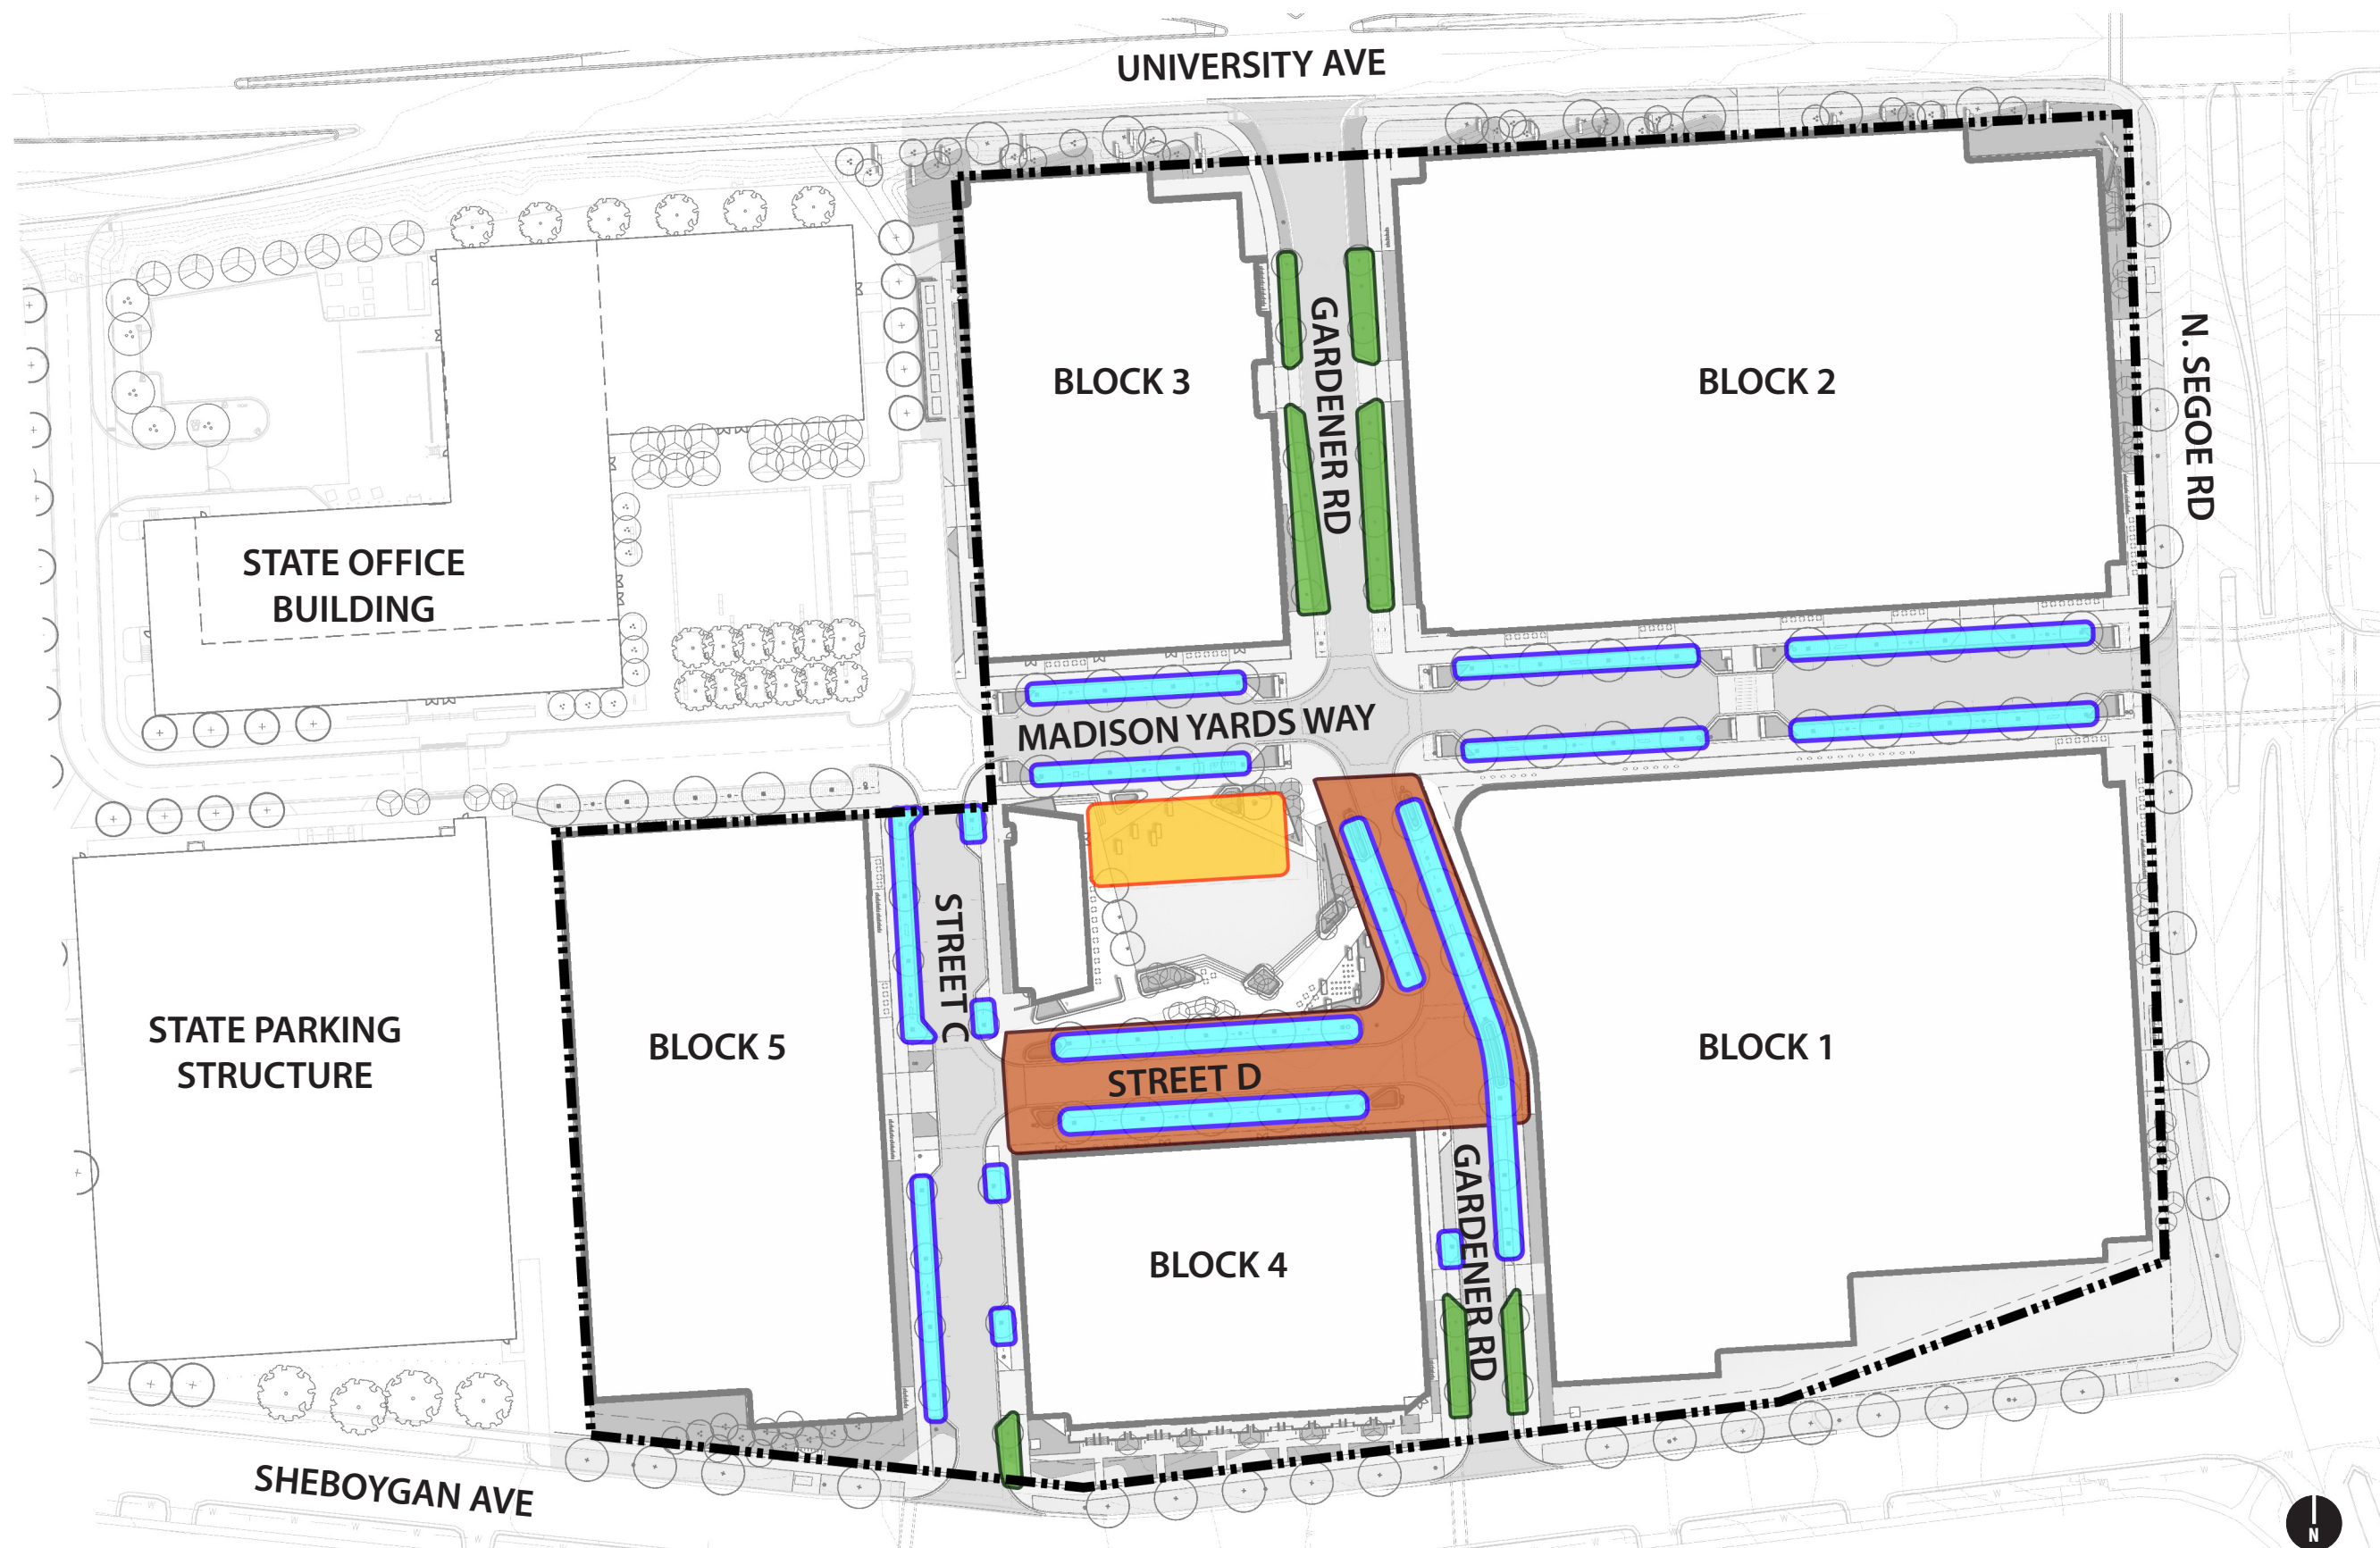 UNIVERSITY AVE
N. SEGOE RD
GARDENER RD
BLOCK 3
BLOCK 2
STATE OFFICE
BUILDING
MADISON YARDS WAY
STREET C
STATE PARKING
STRUCTURE
BLOCK 5
STREET D
BLOCK 1
GARDENER RD
BLOCK 4
SHEBOYGAN AVE
N